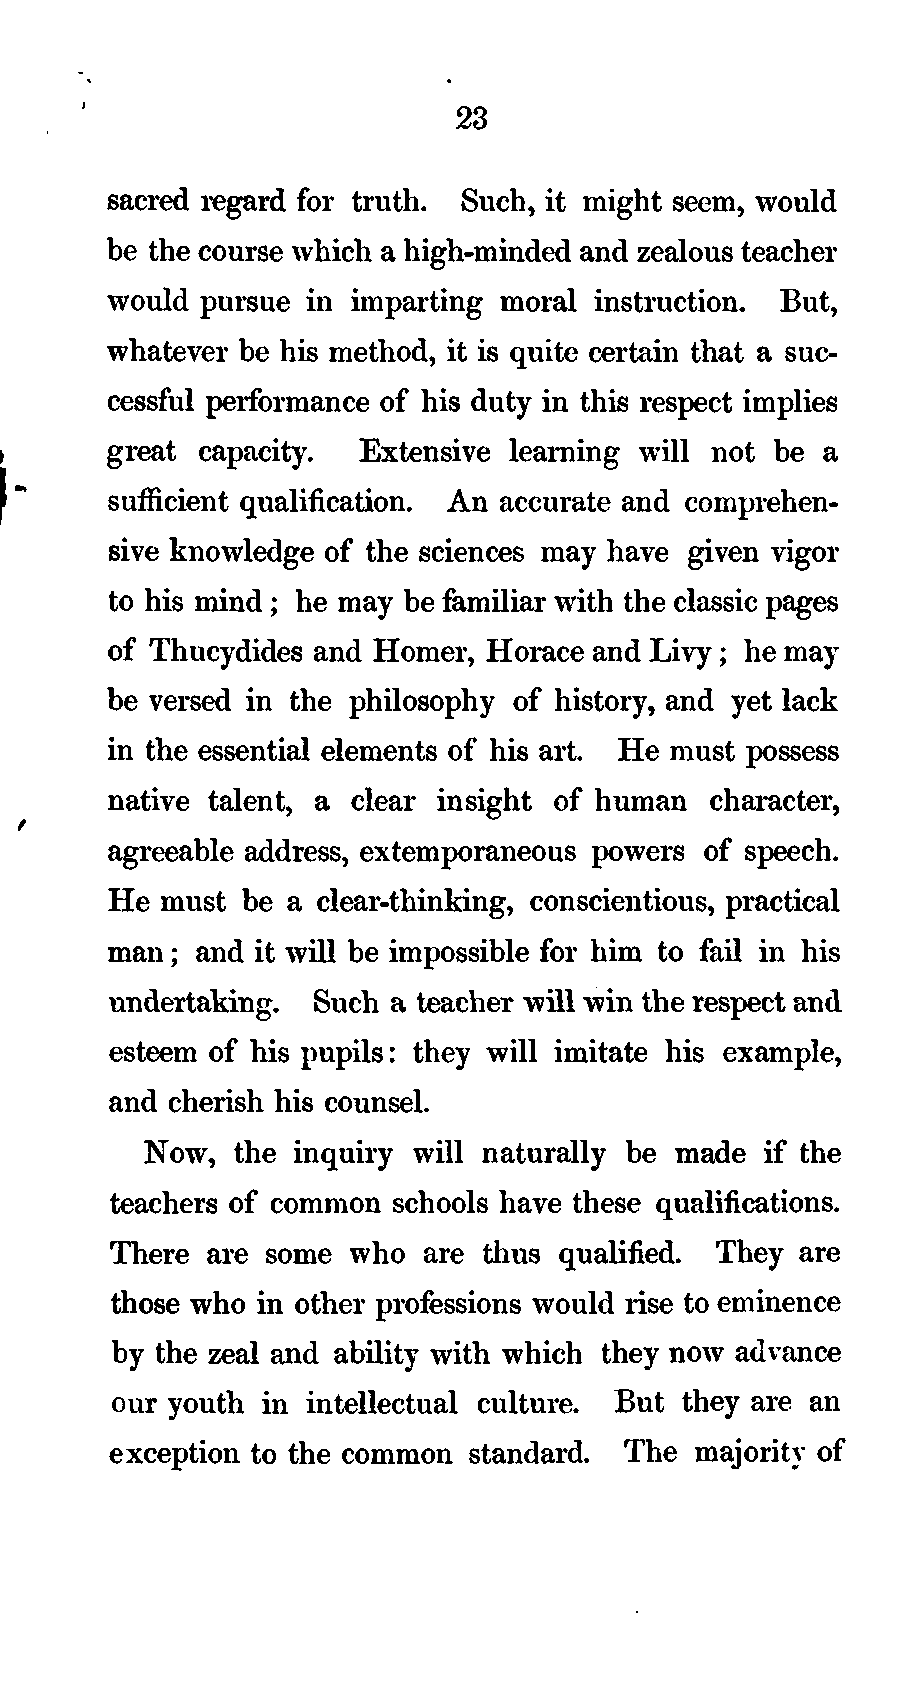 23
sacred regard for truth. Such, it might seem, would
be the course which a high-minded and zealous teacher
would pursue in imparting moral instruction. But,
whatever be his method, it is quite certain that a suc-
cessful performance of his duty in this respect implies
great capacity. Extensive learning will not be a
sufficient qualification. An accurate and comprehen-
sive knowledge of the sciences may have given vigor
to his mind ; he may be familiar with the classic pages
of Thucydides and Homer, Horace and Livy ; he may
be versed in the philosophy of history, and yet lack
in the essential elements of his art. He must possess
native talent, a clear insight of human character,
agreeable address, extemporaneous powers of speech.
He must be a clear-thinking, conscientious, practical
man ; and it will be impossible for him to fail in his
undertaking. Such a teacher will win the respect and
esteem of his pupils : they will imitate his example,
and cherish his counsel.
Now, the inquiry will naturally be made if the
teachers of common schools have these qualifications.
There are some who are thus qualified. They are
those who in other professions would rise to eminence
by the zeal and ability with which they now advance
our youth in intellectual culture. But they are an
exception to the common standard. The majority of